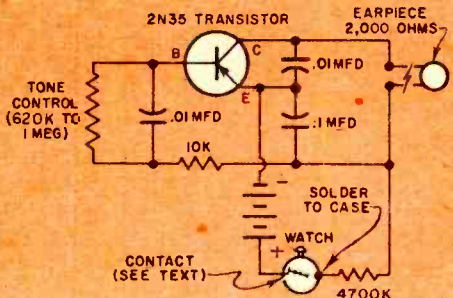 2N35 TRANSISTOR
EARPIECE
2,000 OHMS
B
C
E
.01MFD
TONE
CONTROL
(620K TO
1 MEG)
.01MFD
.1MFD
10K
-
SOLDER
TO CASE
+
WATCH
CONTACT
(SEE TEXT)
4700K